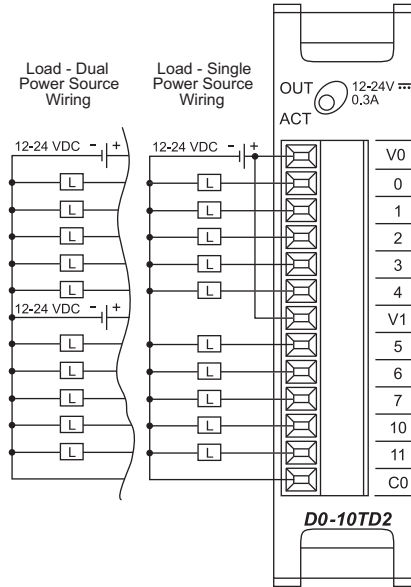 Load - Dual
Power Source
Wiring
Load - Single
Power Source
Wiring
OUT
ACT
12-24V ⎓
0.3A
12-24 VDC - +
12-24 VDC - +
V0
L L 0
L L 1
L L 2
L L 3
L L 4
12-24 VDC - +
V1
L L 5
L L 6
L L 7
L L 10
L L 11
C0
D0-10TD2